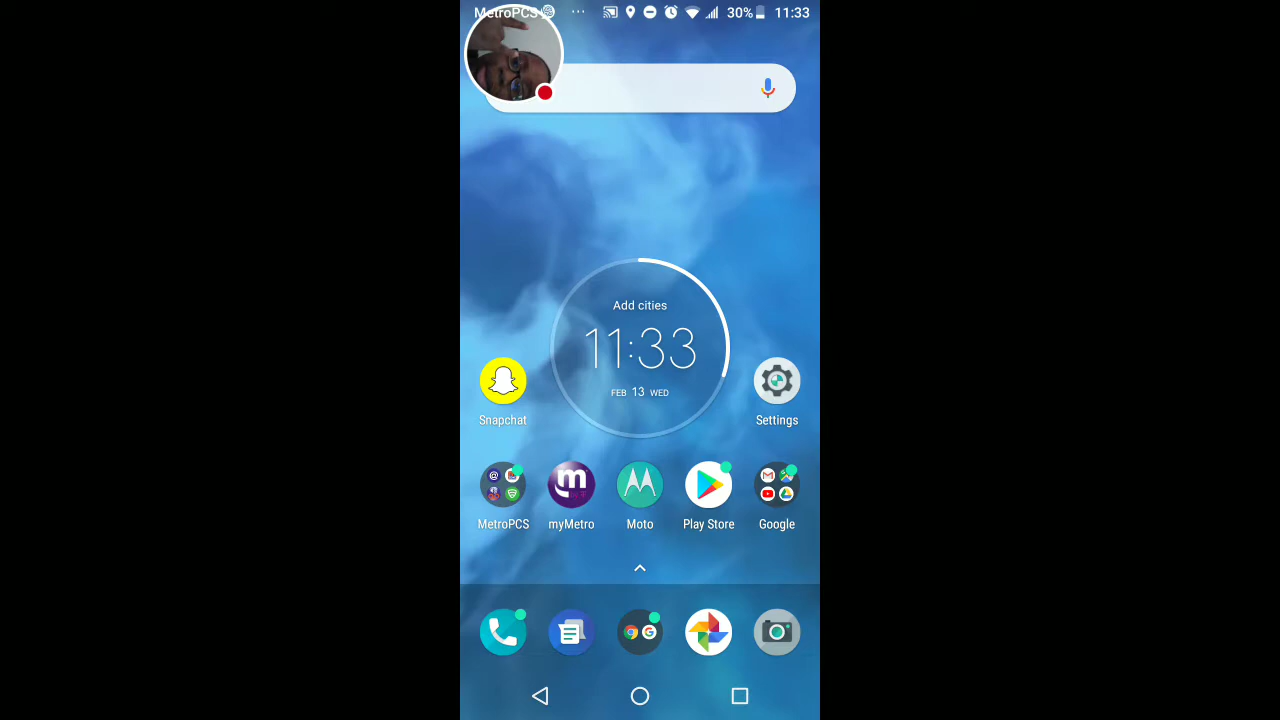 MetroPCS
30%
11:33
Add cities
11:33
FEB 13 WED
Snapchat
Settings
MetroPCS
myMetro
Moto
Play Store
Google